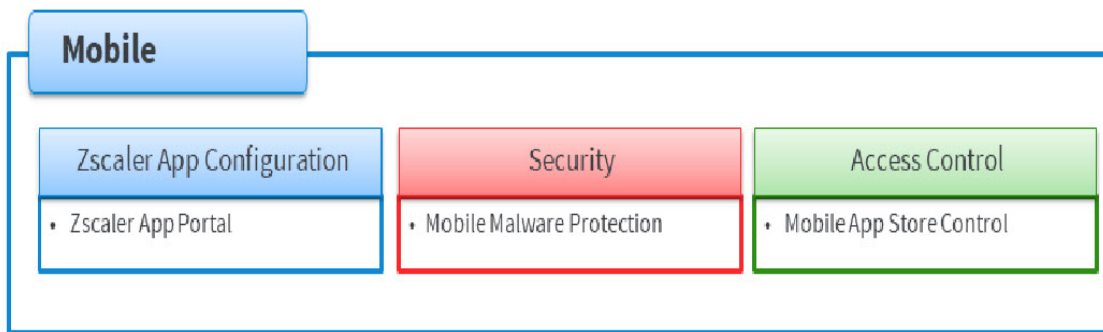 Mobile
Zscaler App Configuration
• Zscaler App Portal
Security
• Mobile Malware Protection
Access Control
• Mobile App Store Control